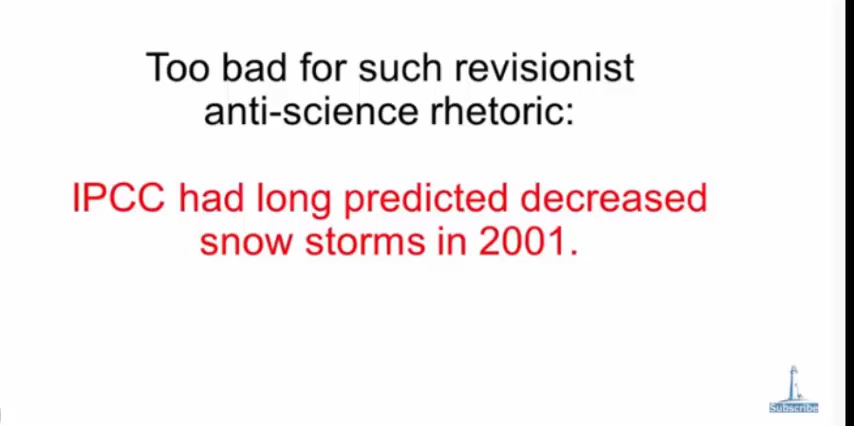 Too bad for such revisionist
anti-science rhetoric:
IPCC had long predicted decreased
snow storms in 2001.
Subscribe